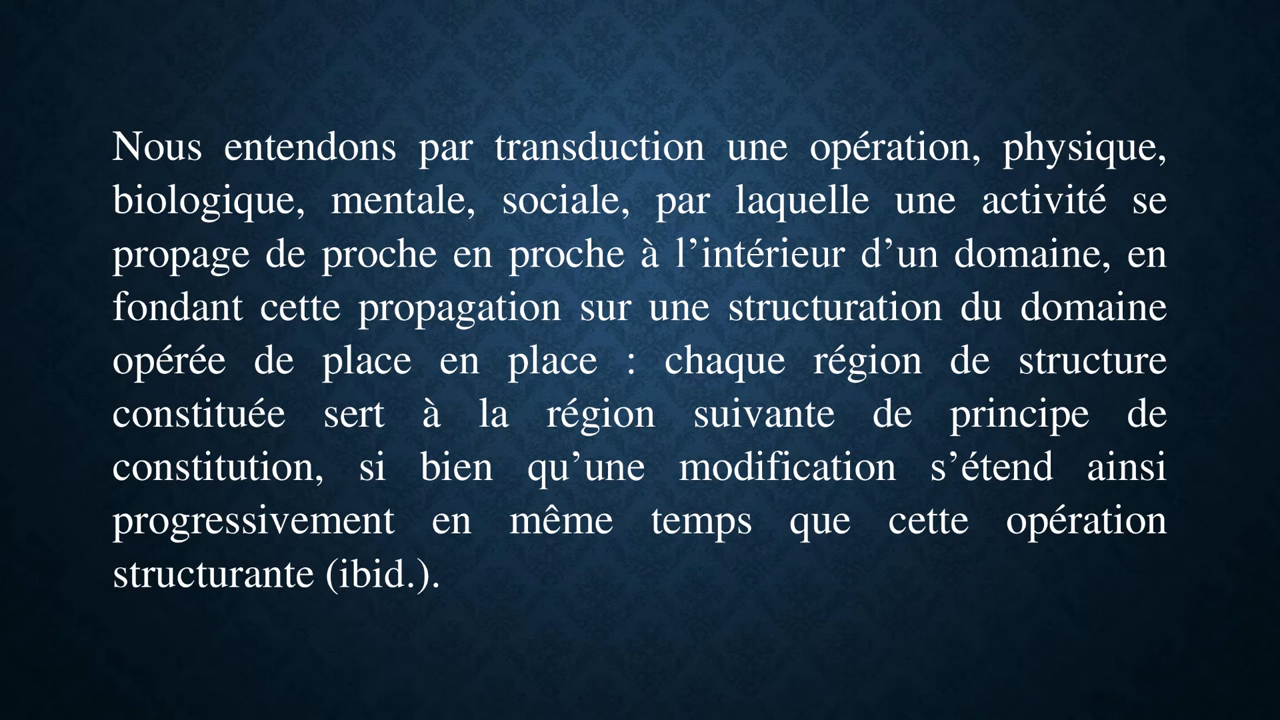 Nous entendons par transduction une opération, physique,
biologique, mentale, sociale, par laquelle une activité se
propage de proche en proche à l’intérieur d’un domaine, en
fondant cette propagation sur une structuration du domaine
opérée de place en place : chaque région de structure
constituée sert à la région suivante de principe de
constitution, si bien qu’une modification s’étend ainsi
progressivement en même temps que cette opération
structurante (ibid.).